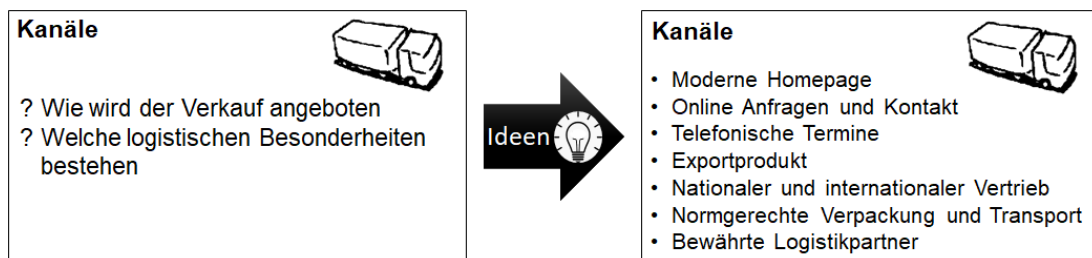 Kanäle
? Wie wird der Verkauf angeboten
? Welche logistischen Besonderheiten
bestehen
Ideen
Kanäle
• Moderne Homepage
• Online Anfragen und Kontakt
• Telefonische Termine
• Exportprodukt
• Nationaler und internationaler Vertrieb
• Normgerechte Verpackung und Transport
• Bewährte Logistikpartner